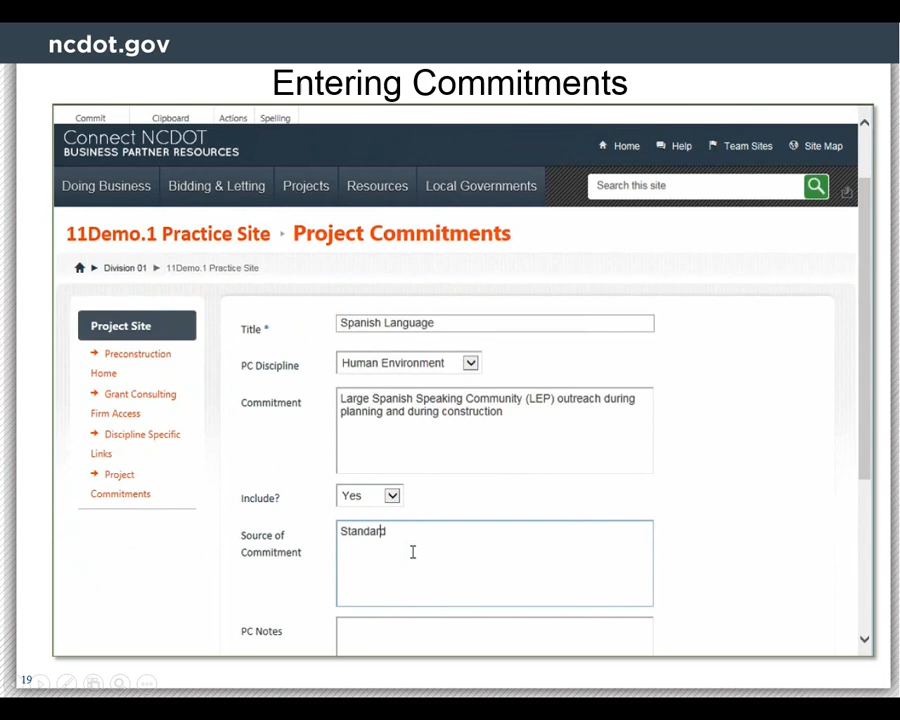 ncdot.gov
Entering Commitments
Commit Clipboard Actions Spelling
Connect NCDOT
BUSINESS PARTNER RESOURCES
Home Help Team Sites Site Map
Doing Business Bidding & Letting Projects Resources Local Governments
Search this site
11Demo.1 Practice Site Project Commitments
Division 01 11Demo.1 Practice Site
Project Site
Preconstruction
Home
Grant Consulting
Firm Access
Discipline Specific
Links
Project
Commitments
Title * Spanish Language
PC Discipline Human Environment
Commitment Large Spanish Speaking Community (LEP) outreach during
planning and during construction
Include? Yes
Source of Standard
Commitment
PC Notes
19